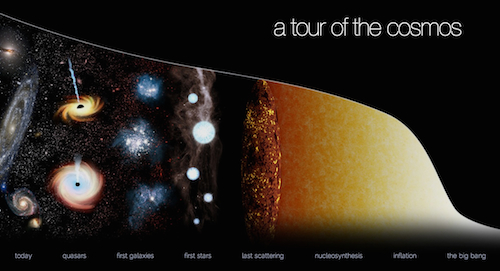 a tour of the cosmos
today quasars first galaxies first stars last scattering nucleosynthesis inflation the big bang